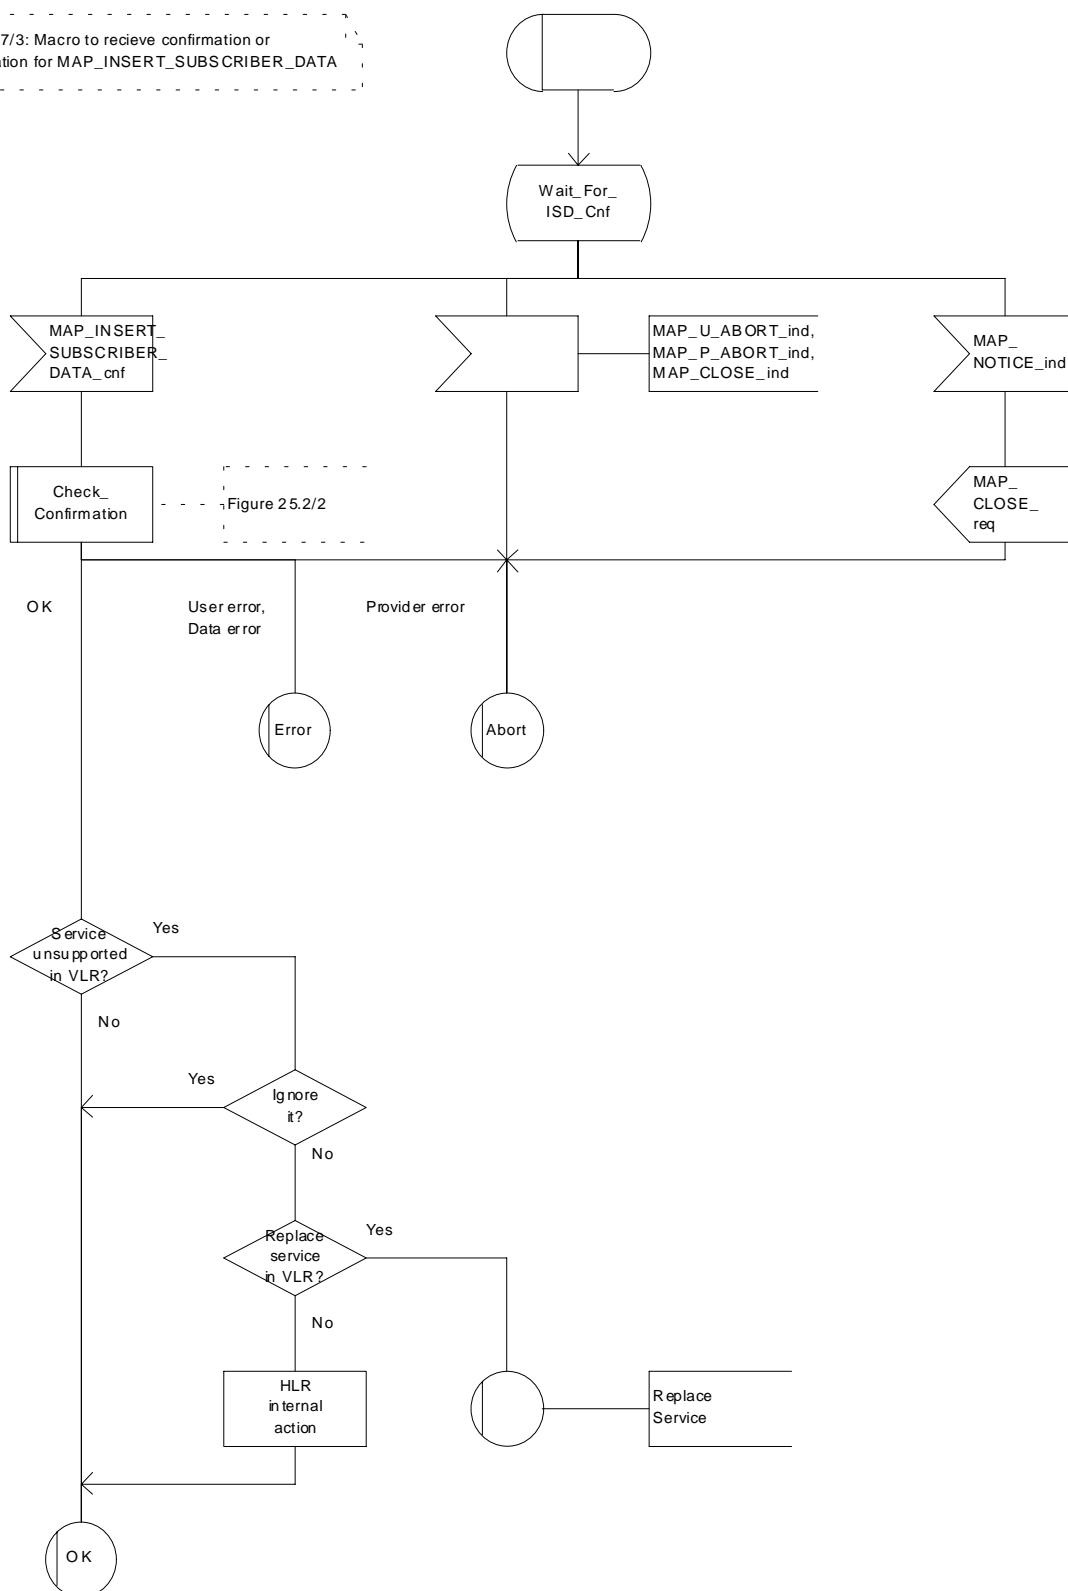 7/3: Macro to recieve confirmation or
ation for MAP_INSERT_SUBSCRIBER_DATA
Wait_For_
ISD_Cnf
MAP_INSERT_
SUBSCRIBER_
DATA_cnf
MAP_U_ABORT_ind,
MAP_P_ABORT_ind,
MAP_CLOSE_ind
MAP_
NOTICE_ind
Check_
Confirmation
Figure 25.2/2
MAP_
CLOSE_
req
OK
User error,
Data error
Provider error
Error
Abort
Service
unsupported
in VLR?
Yes
No
Yes
Ignore
it?
No
Replace
service
in VLR?
Yes
No
HLR
internal
action
Replace
Service
OK